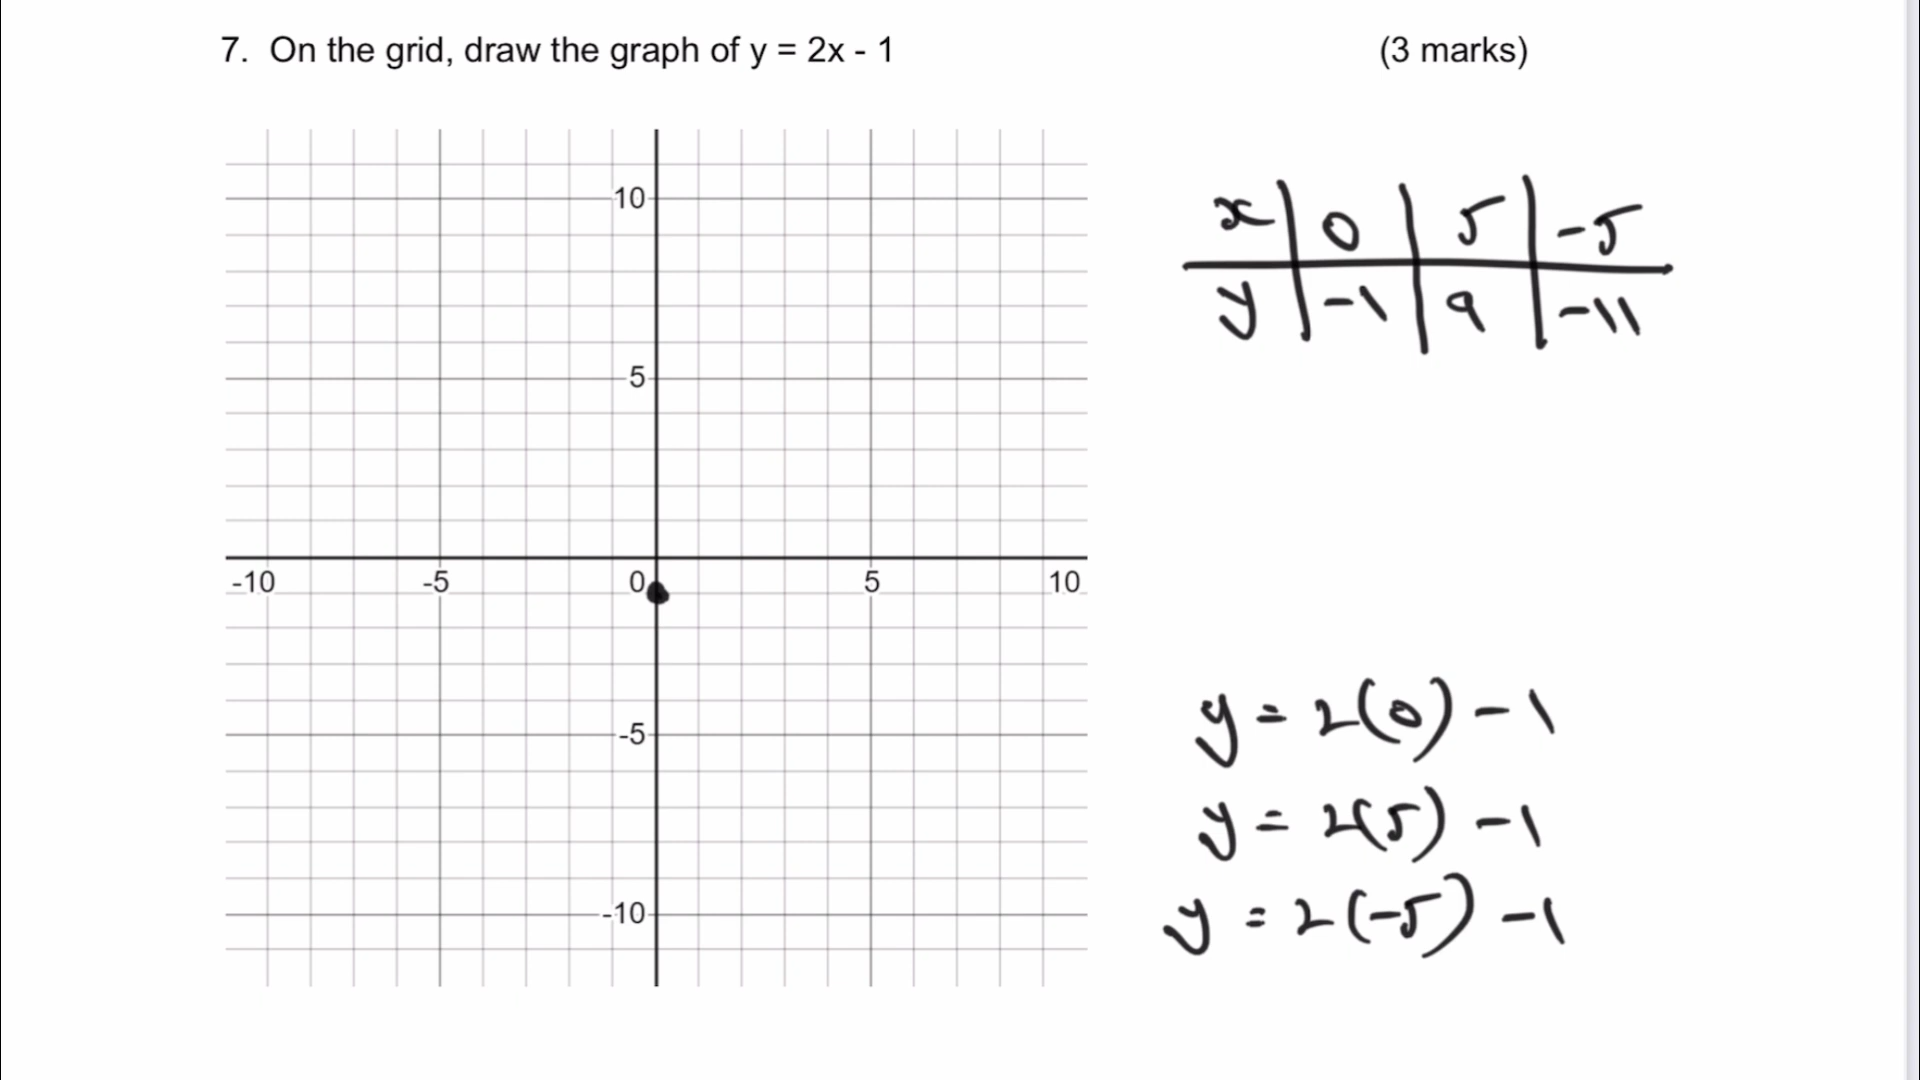 7. On the grid, draw the graph of y = 2x - 1 (3 marks)
10
5
-10 -5 0 5 10
-5
-10
x 0 5 -5
y -1 9 -11
y = 2(0) - 1
y = 2(5) - 1
y = 2(-5) - 1